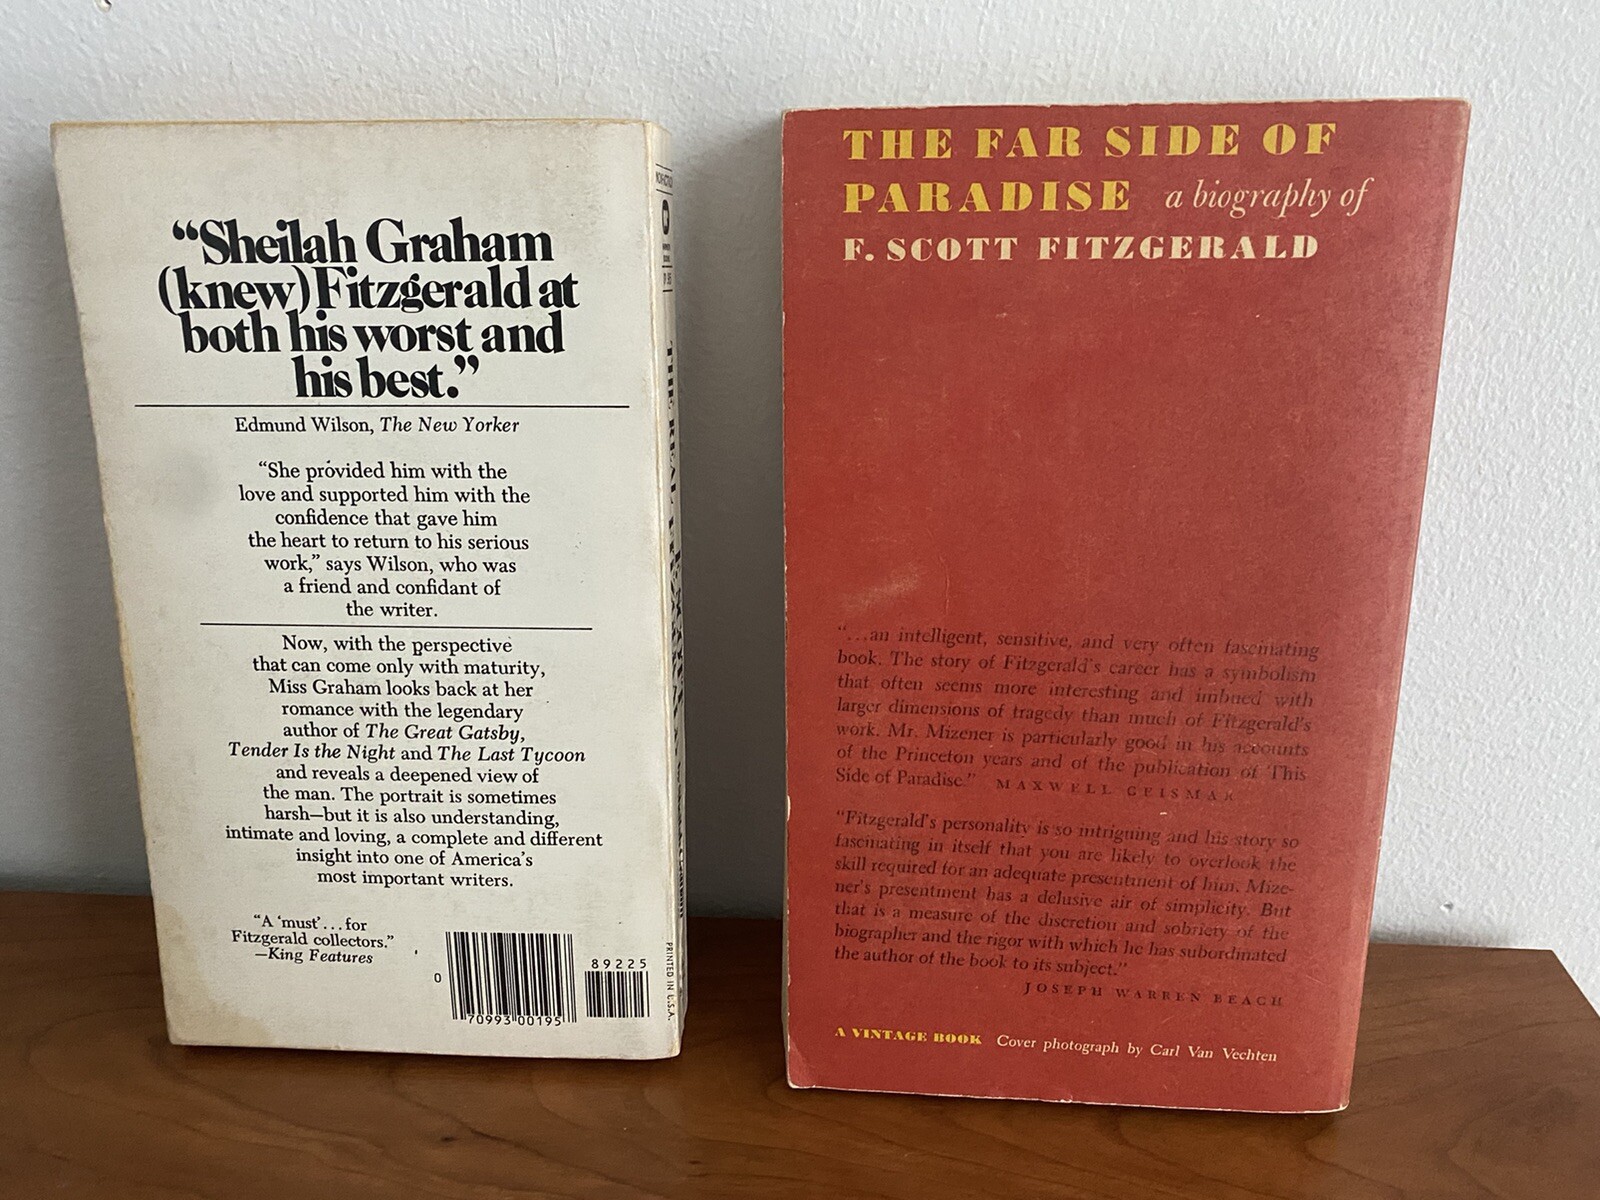 “Sheilah Graham
(knew) Fitzgerald at
both his worst and
his best.”
Edmund Wilson, The New Yorker
“She provided him with the
love and supported him with the
confidence that gave him
the heart to return to his serious
work,” says Wilson, who was
a friend and confidant of
the writer.
Now, with the perspective
that can come only with maturity,
Miss Graham looks back at her
romance with the legendary
author of The Great Gatsby,
Tender Is the Night and The Last Tycoon
and reveals a deepened view of
the man. The portrait is sometimes
harsh—but it is also understanding,
intimate and loving, a complete and different
insight into one of America’s
most important writers.
“A ‘must’ . . . for
Fitzgerald collectors.”
—King Features
0
70993 00195
89225
PRINTED IN U.S.A.
THE REAL F. SCOTT
THE FAR SIDE OF
PARADISE a biography of
F. SCOTT FITZGERALD
“. . . an intelligent, sensitive, and very often fascinating
book. The story of Fitzgerald’s career has a symbolism
that often seems more interesting and imbued with
larger dimensions of tragedy than much of Fitzgerald’s
work. Mr. Mizener is particularly good in his accounts
of the Princeton years and of the publication of ‘This
Side of Paradise.” MAXWELL GEISMAR
“Fitzgerald’s personality is so intriguing and his story so
fascinating in itself that you are likely to overlook the
skill required for an adequate presentment of him. Mize-
ner’s presentment has a delusive air of simplicity. But
that is a measure of the discretion and sobriety of the
biographer and the rigor with which he has subordinated
the author of the book to its subject.”
JOSEPH WARREN BEACH
A VINTAGE BOOK Cover photograph by Carl Van Vechten